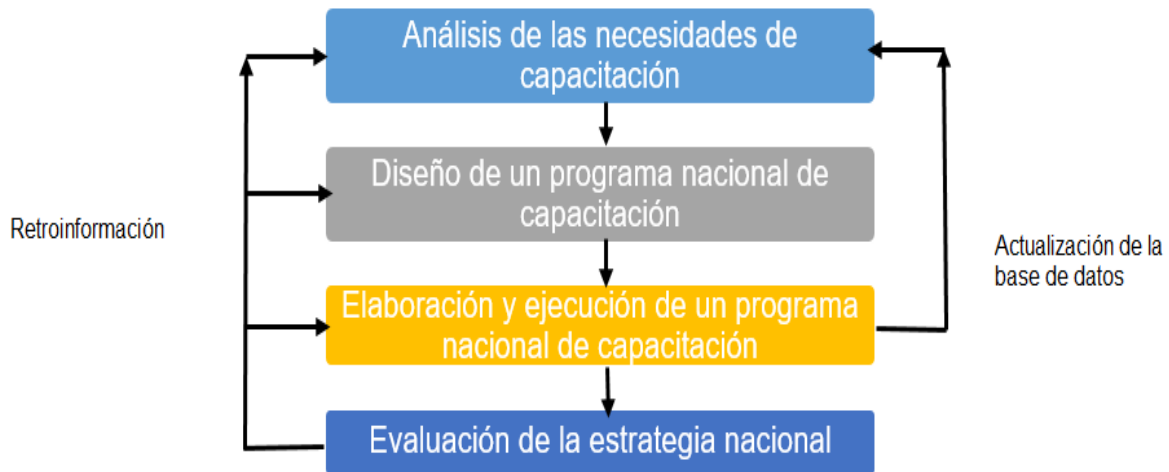 Análisis de las necesidades de
capacitación
Diseño de un programa nacional de
capacitación
Retroinformación
Actualización de la
base de datos
Elaboración y ejecución de un programa
nacional de capacitación
Evaluación de la estrategia nacional